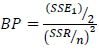 BP = ((SSE₁)/2)/((SSR/n)²)